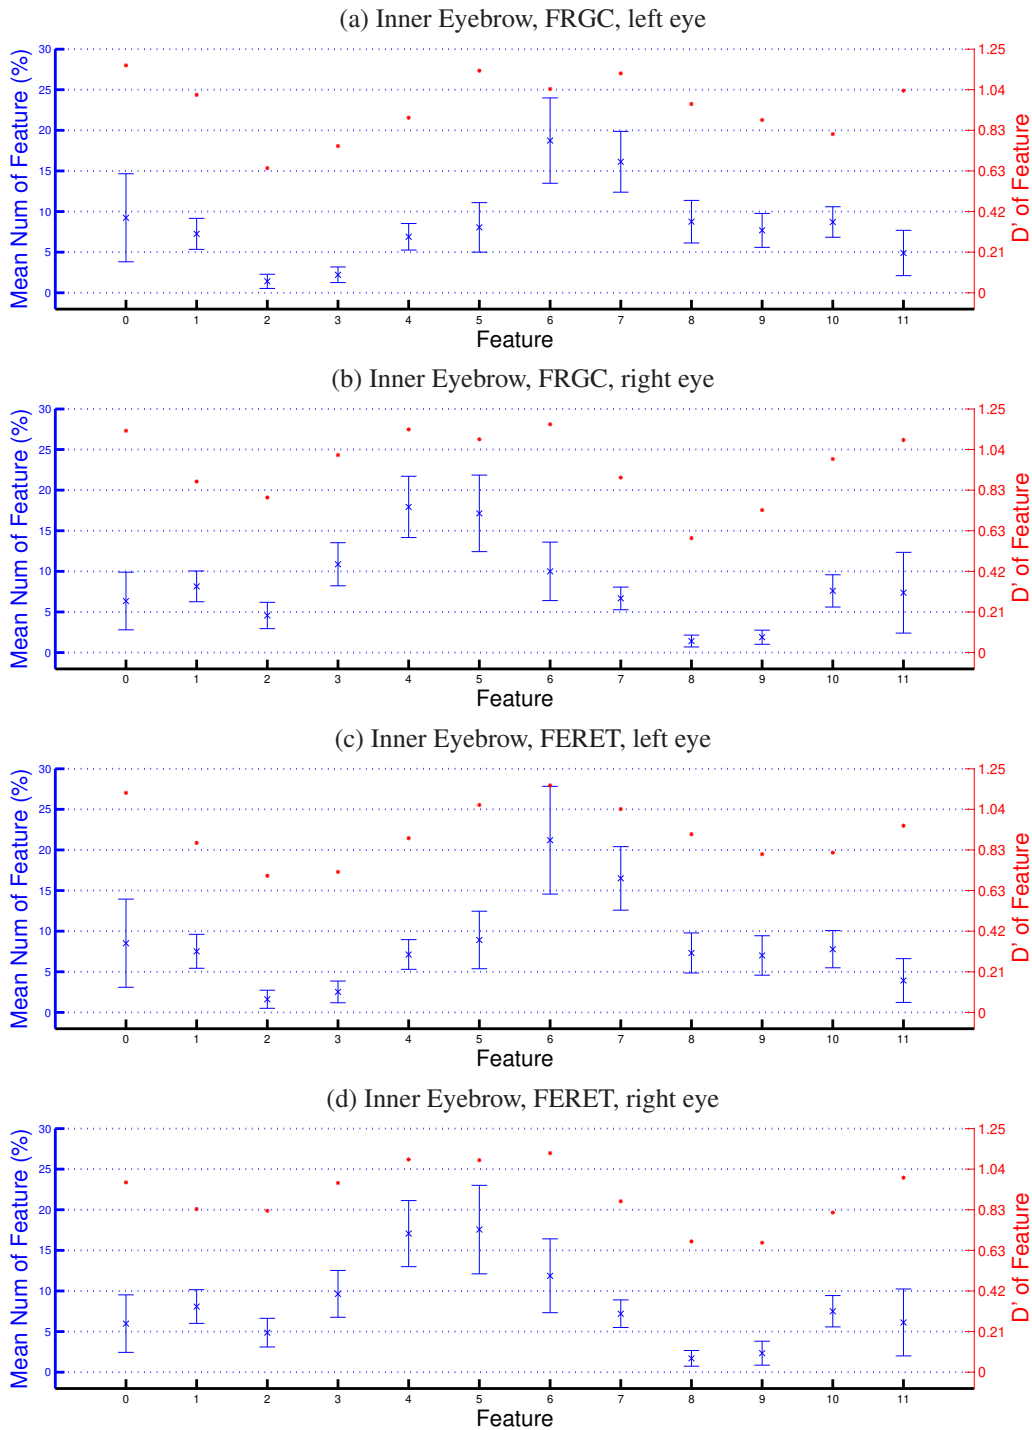 (a) Inner Eyebrow, FRGC, left eye
Mean Num of Feature (%)
30
25
20
15
10
5
0
1.25
1.04
0.83
0.63
0.42
0.21
0
D' of Feature
0 1 2 3 4 5 6 7 8 9 10 11
Feature
(b) Inner Eyebrow, FRGC, right eye
Mean Num of Feature (%)
30
25
20
15
10
5
0
1.25
1.04
0.83
0.63
0.42
0.21
0
D' of Feature
0 1 2 3 4 5 6 7 8 9 10 11
Feature
(c) Inner Eyebrow, FERET, left eye
Mean Num of Feature (%)
30
25
20
15
10
5
0
1.25
1.04
0.83
0.63
0.42
0.21
0
D' of Feature
0 1 2 3 4 5 6 7 8 9 10 11
Feature
(d) Inner Eyebrow, FERET, right eye
Mean Num of Feature (%)
30
25
20
15
10
5
0
1.25
1.04
0.83
0.63
0.42
0.21
0
D' of Feature
0 1 2 3 4 5 6 7 8 9 10 11
Feature